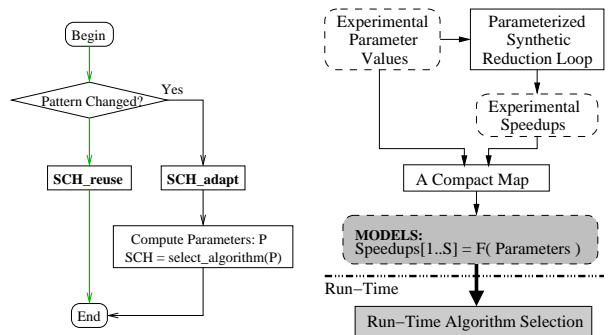 Begin
Pattern Changed?
Yes
SCH_reuse
SCH_adapt
Compute Parameters: P
SCH = select_algorithm(P)
End
Experimental
Parameter
Values
Parameterized
Synthetic
Reduction Loop
Experimental
Speedups
A Compact Map
MODELS:
Speedups[1..S] = F( Parameters )
Run−Time
Run−Time Algorithm Selection